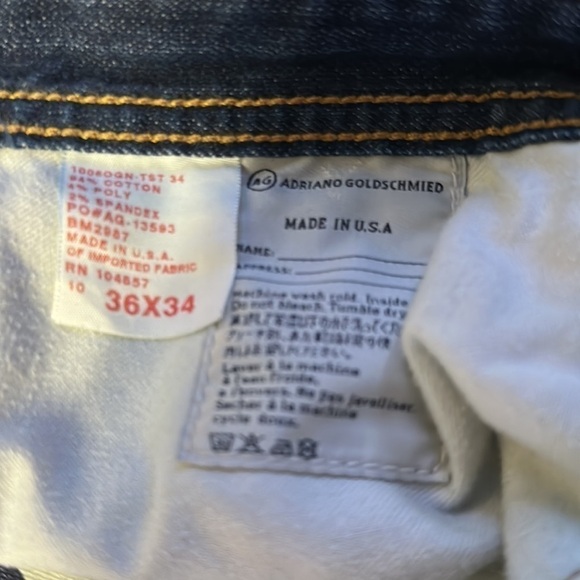 1008OGN-TST 34
94% COTTON
4% POLY
2% SPANDEX
PO#AG-13593
BM2987
MADE IN U.S.A.
OF IMPORTED FABRIC
RN 104857
10 36X34
AG ADRIANO GOLDSCHMIED
MADE IN U.S.A
NAME:
ADDRESS:
Machine wash cold. Inside
Do not bleach. Tumble dry
Laver à la machine
à l'eau froide,
à l'envers. Ne pas javelliser.
Sécher à la machine
cycle doux.